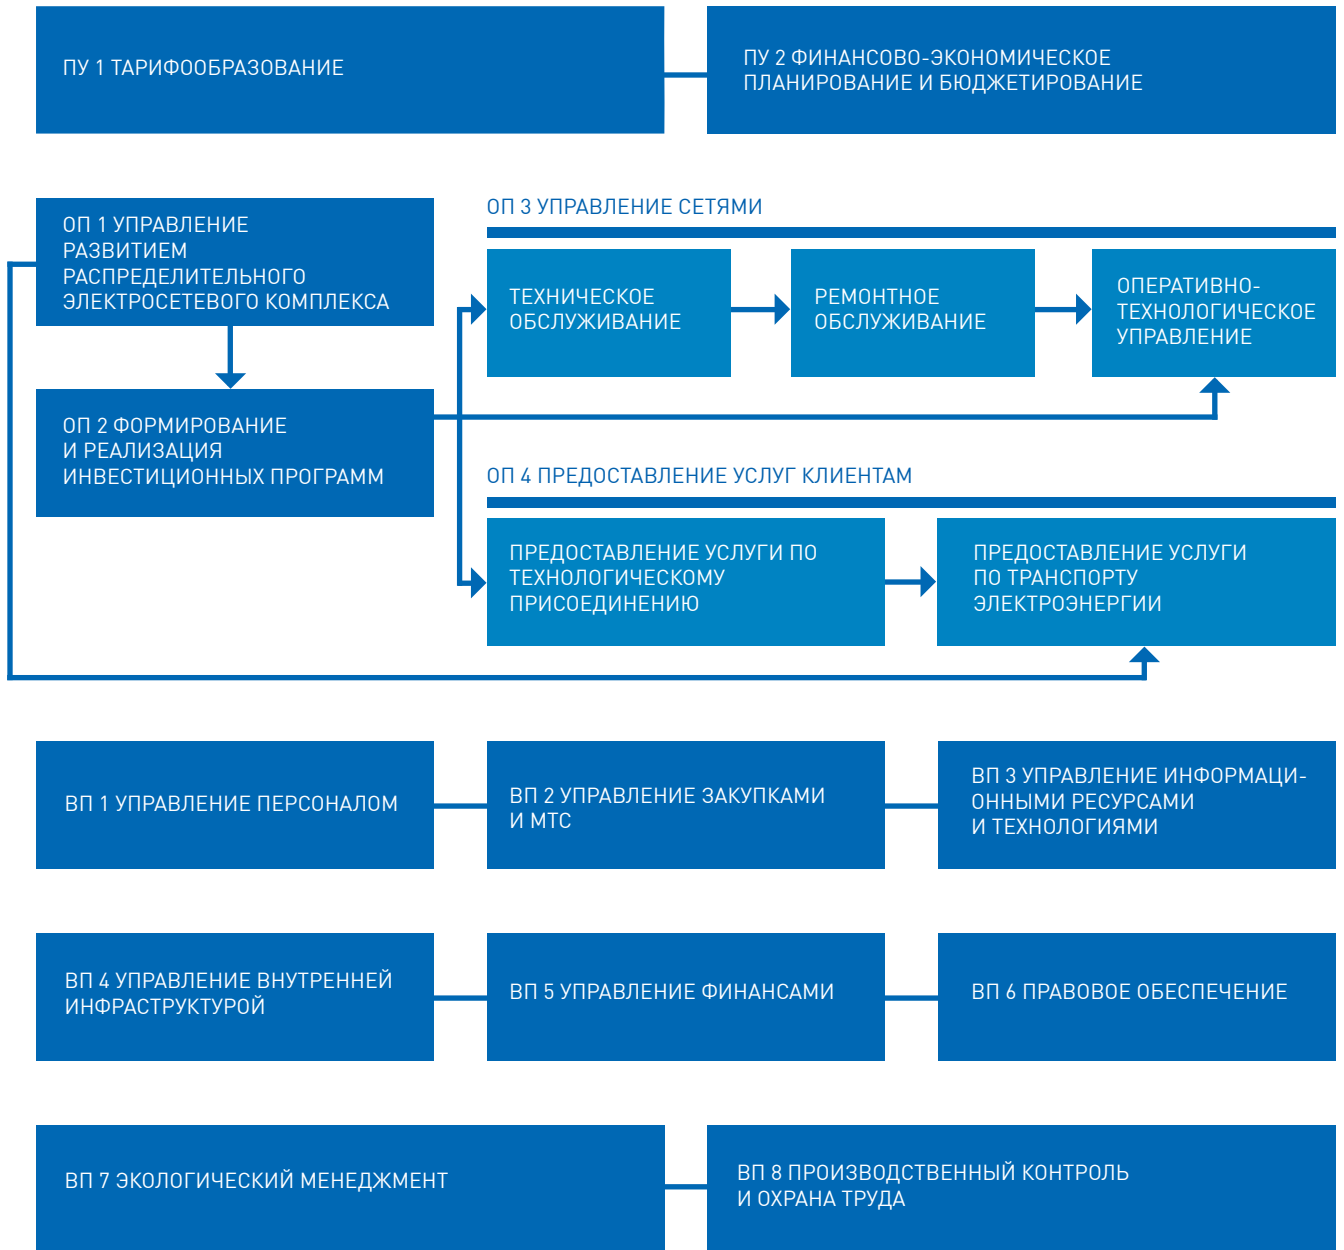 ПУ 1 ТАРИФООБРАЗОВАНИЕ
ПУ 2 ФИНАНСОВО-ЭКОНОМИЧЕСКОЕ
ПЛАНИРОВАНИЕ И БЮДЖЕТИРОВАНИЕ
ОП 1 УПРАВЛЕНИЕ
РАЗВИТИЕМ
РАСПРЕДЕЛИТЕЛЬНОГО
ЭЛЕКТРОСЕТЕВОГО КОМПЛЕКСА
ОП 2 ФОРМИРОВАНИЕ
И РЕАЛИЗАЦИЯ
ИНВЕСТИЦИОННЫХ ПРОГРАММ
ОП 3 УПРАВЛЕНИЕ СЕТЯМИ
ТЕХНИЧЕСКОЕ
ОБСЛУЖИВАНИЕ
РЕМОНТНОЕ
ОБСЛУЖИВАНИЕ
ОПЕРАТИВНО-
ТЕХНОЛОГИЧЕСКОЕ
УПРАВЛЕНИЕ
ОП 4 ПРЕДОСТАВЛЕНИЕ УСЛУГ КЛИЕНТАМ
ПРЕДОСТАВЛЕНИЕ УСЛУГИ ПО
ТЕХНОЛОГИЧЕСКОМУ
ПРИСОЕДИНЕНИЮ
ПРЕДОСТАВЛЕНИЕ УСЛУГИ
ПО ТРАНСПОРТУ
ЭЛЕКТРОЭНЕРГИИ
ВП 1 УПРАВЛЕНИЕ ПЕРСОНАЛОМ
ВП 2 УПРАВЛЕНИЕ ЗАКУПКАМИ
И МТС
ВП 3 УПРАВЛЕНИЕ ИНФОРМАЦИ-
ОННЫМИ РЕСУРСАМИ
И ТЕХНОЛОГИЯМИ
ВП 4 УПРАВЛЕНИЕ ВНУТРЕННЕЙ
ИНФРАСТРУКТУРОЙ
ВП 5 УПРАВЛЕНИЕ ФИНАНСАМИ
ВП 6 ПРАВОВОЕ ОБЕСПЕЧЕНИЕ
ВП 7 ЭКОЛОГИЧЕСКИЙ МЕНЕДЖМЕНТ
ВП 8 ПРОИЗВОДСТВЕННЫЙ КОНТРОЛЬ
И ОХРАНА ТРУДА